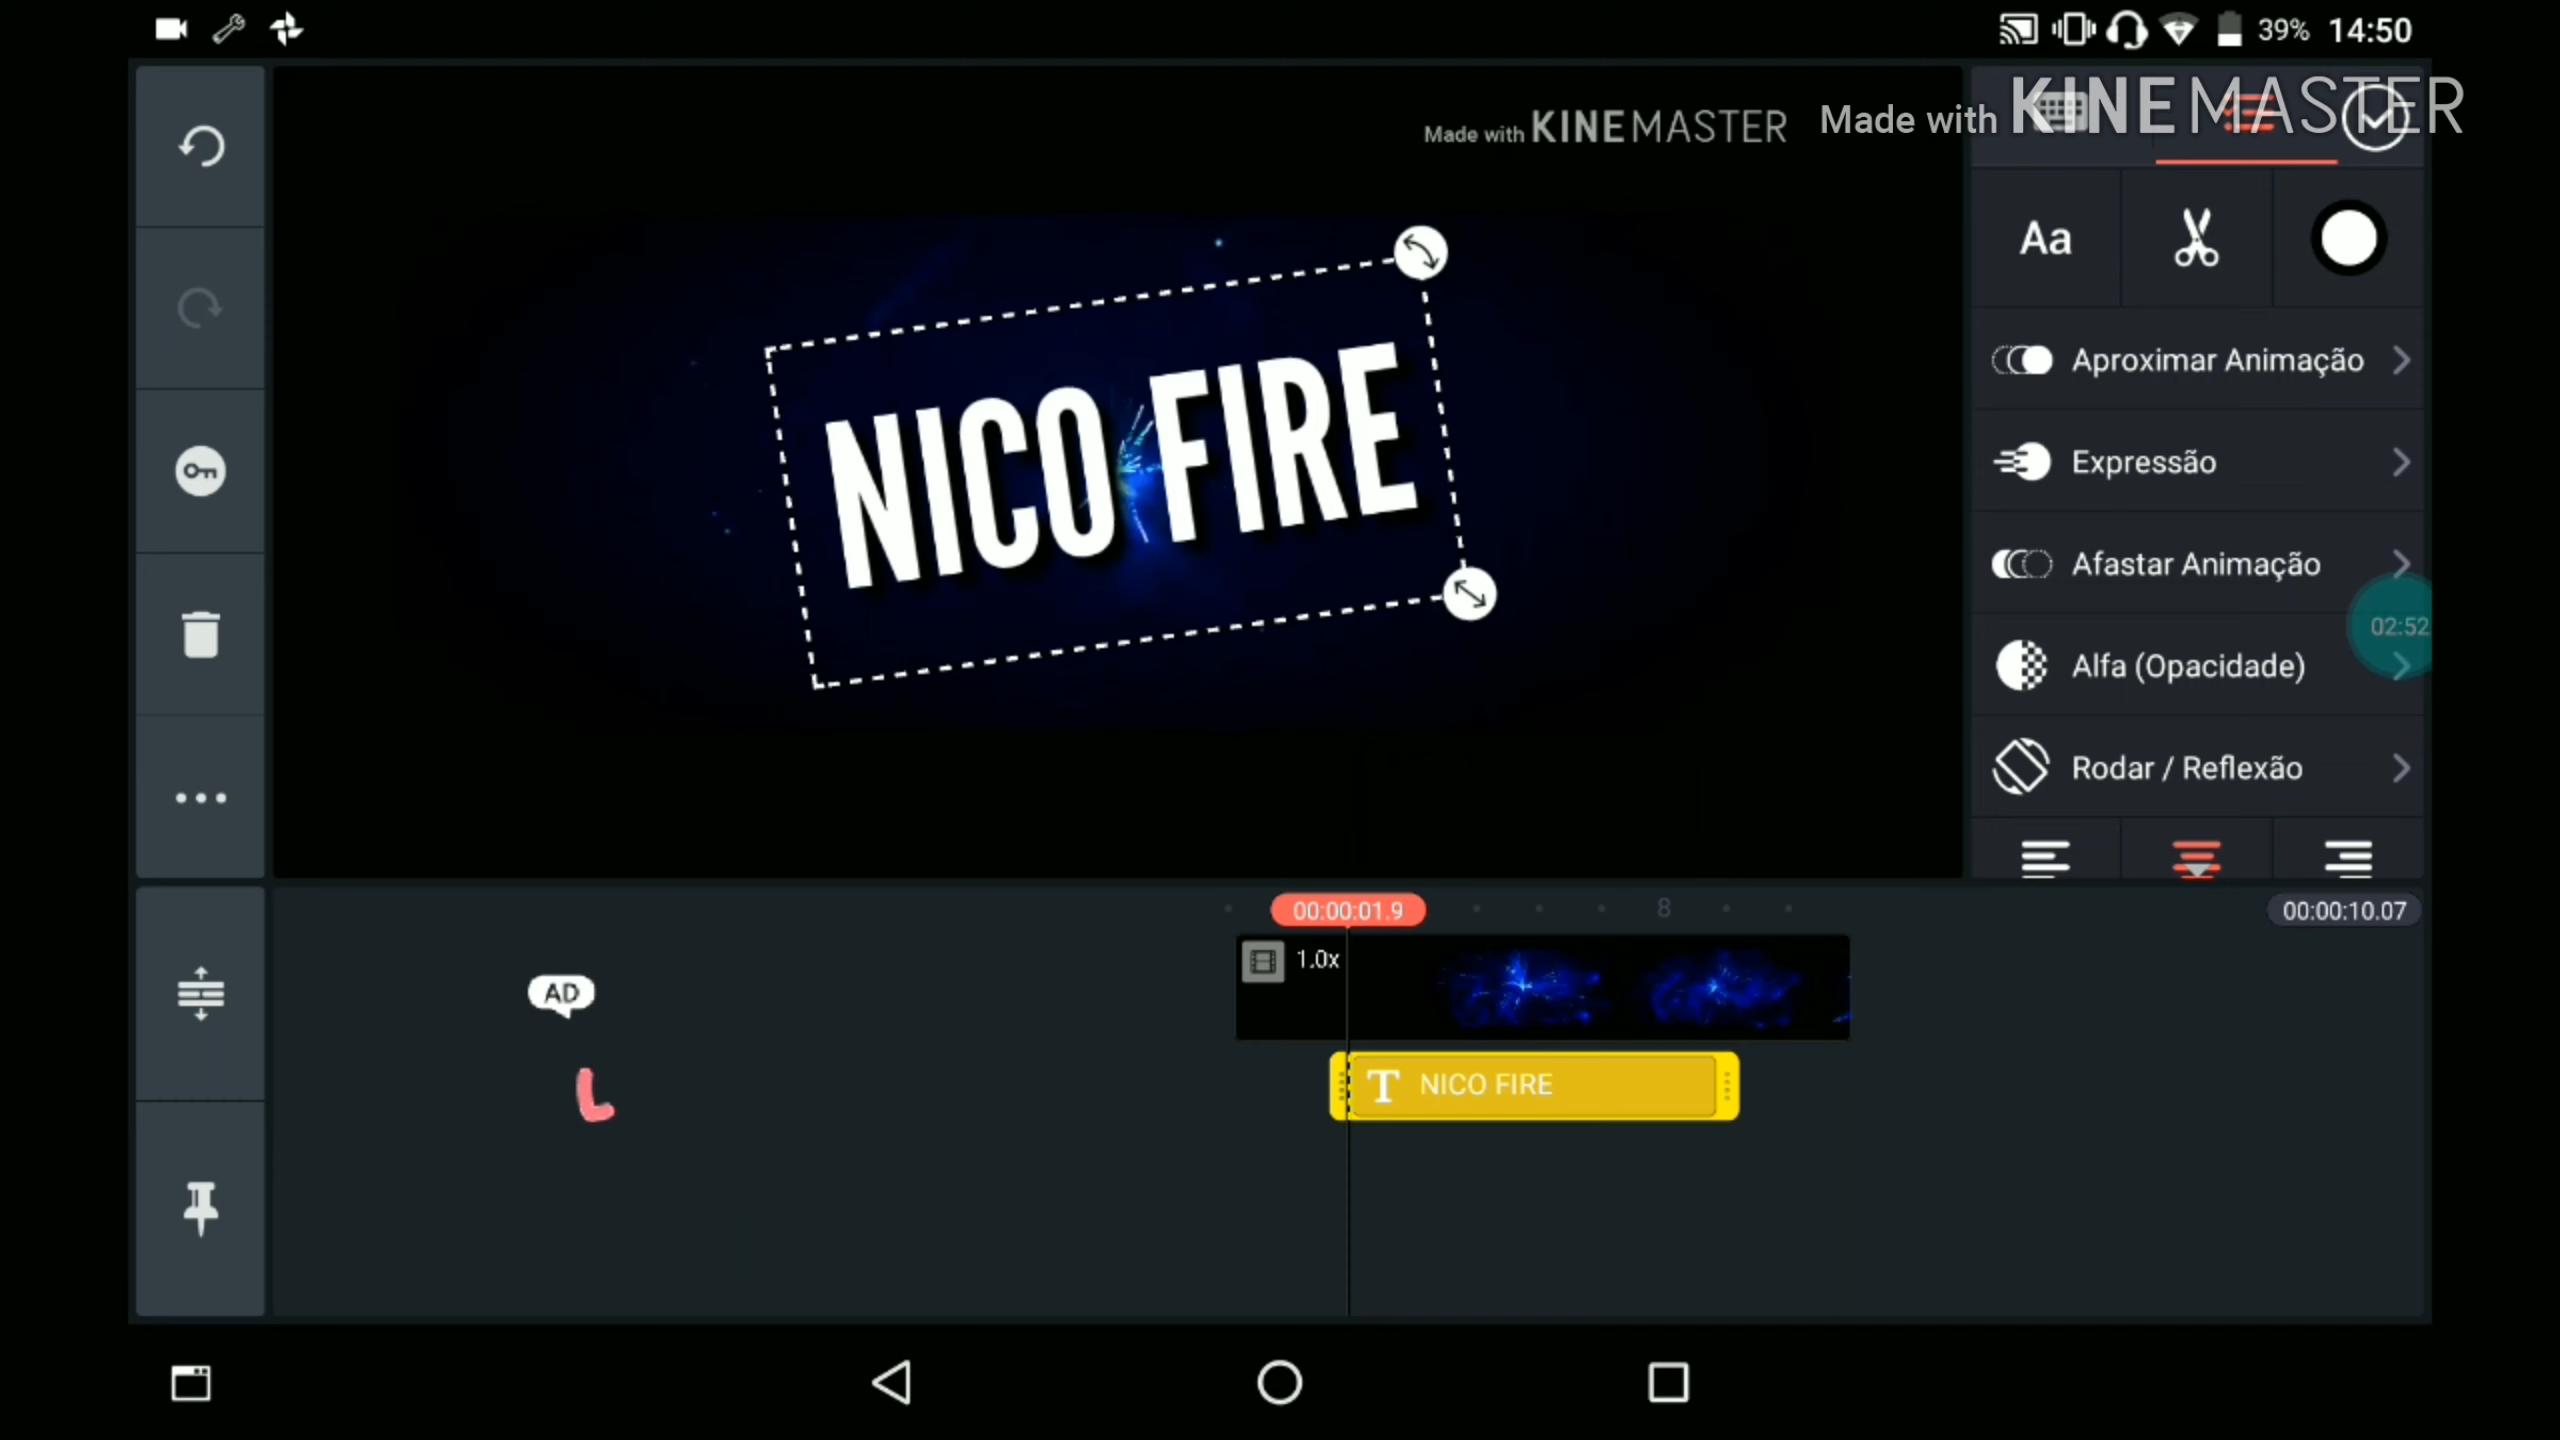 39% 14:50
Made with KINEMASTER
Made with KINEMASTER
Aa
NICO FIRE
Aproximar Animação
Expressão
Afastar Animação
02:52
Alfa (Opacidade)
Rodar / Reflexão
00:00:01.9
8
00:00:10.07
1.0x
AD
T NICO FIRE
L